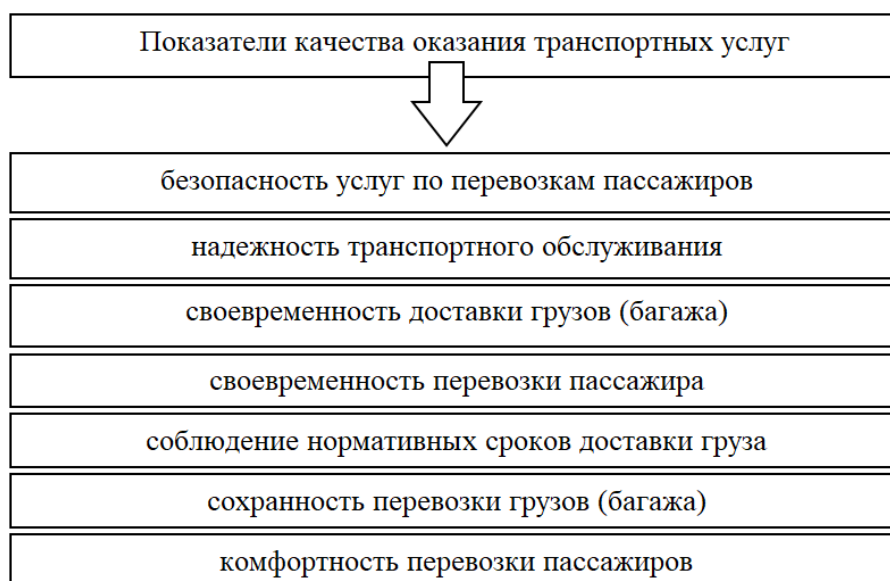 Показатели качества оказания транспортных услуг
безопасность услуг по перевозкам пассажиров
надежность транспортного обслуживания
своевременность доставки грузов (багажа)
своевременность перевозки пассажира
соблюдение нормативных сроков доставки груза
сохранность перевозки грузов (багажа)
комфортность перевозки пассажиров